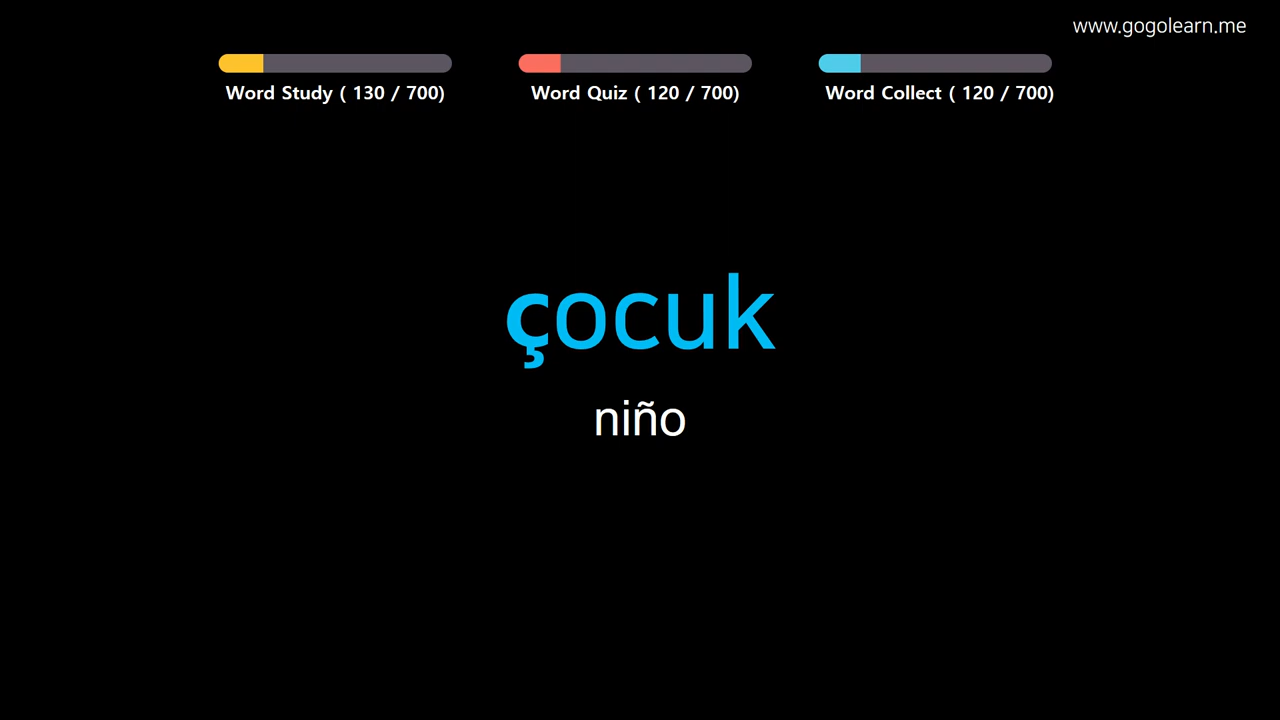 www.gogolearn.me
Word Study ( 130 / 700)
Word Quiz ( 120 / 700)
Word Collect ( 120 / 700)
çocuk
niño